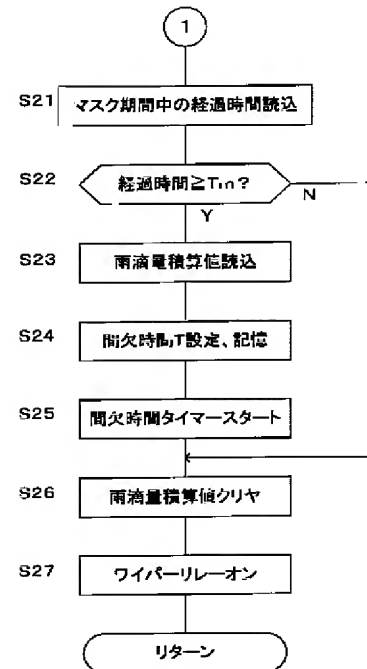 1
S21 マスク期間中の経過時間読込
S22 経過時間≧Tm?
N
Y
S23 雨滴量積算値読込
S24 間欠時間T設定、記憶
S25 間欠時間タイマースタート
S26 雨滴量積算値クリヤ
S27 ワイパーリレーオン
リターン